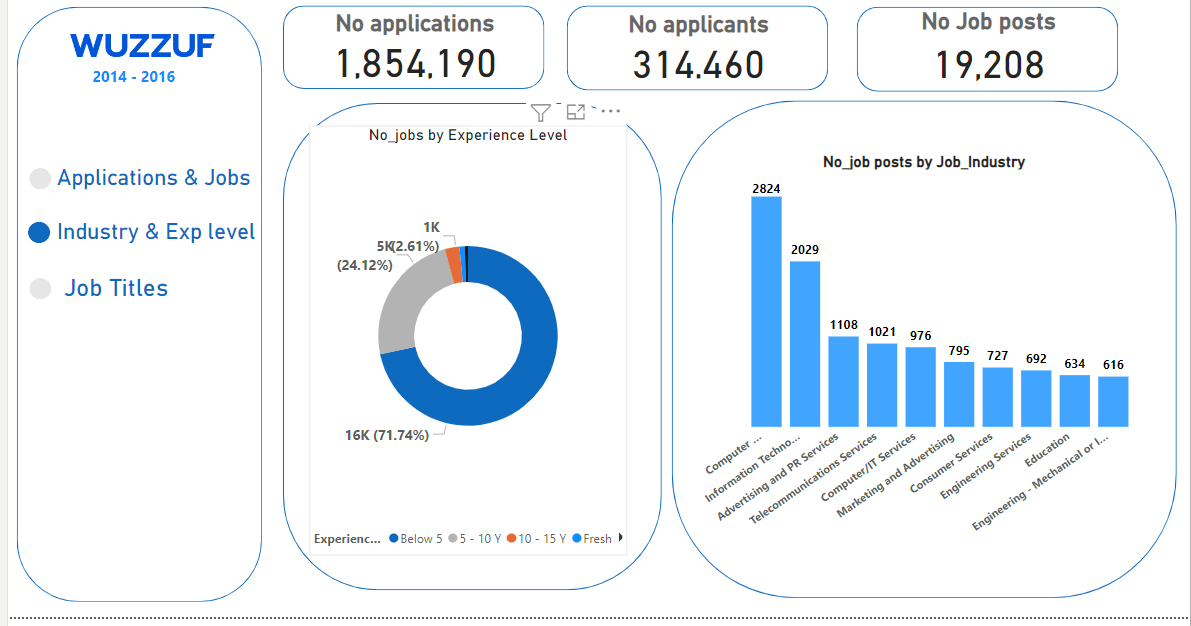 WUZZUF
2014 - 2016
Applications & Jobs
Industry & Exp level
Job Titles
No applications
1,854,190
No applicants
314,460
No Job posts
19,208
No_jobs by Experience Level
1K
(2.61%)
5K
(24.12%)
16K (71.74%)
Experienc... Below 5 5 - 10 Y 10 - 15 Y Fresh
No_job posts by Job_Industry
2824
2029
1108
1021
976
795
727
692
634
616
Computer ...
Information Techno...
Advertising and PR Services
Telecommunications Services
Computer/IT Services
Marketing and Advertising
Consumer Services
Engineering Services
Education
Engineering - Mechanical or I...